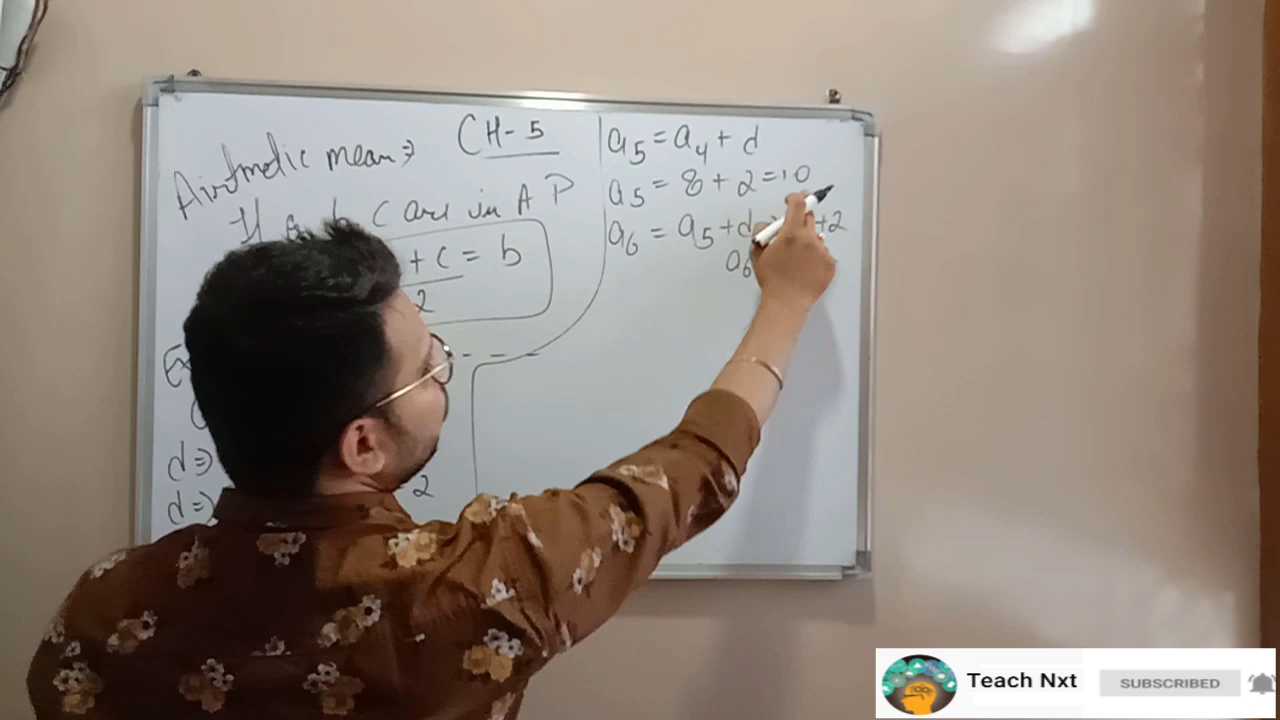 CH-5
Airtmetic mean ⇒
If a, b, C are in A P
+ c = b
2
Ex
d ⇒
d ⇒ 2
a5 = a4 + d
a5 = 8 + 2 = 10
a6 = a5 + d +2
a6
Teach Nxt
SUBSCRIBED